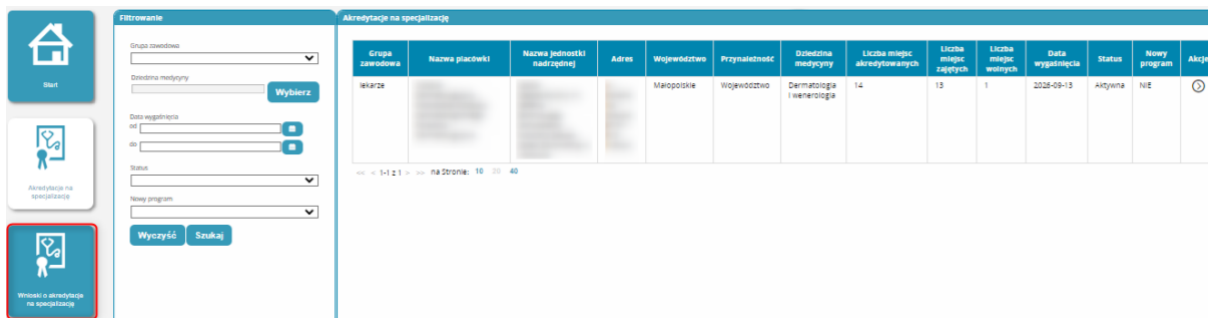 Start
Akredytacje na
specjalizację
Wnioski o akredytacje
na specjalizację
Filtrowanie
Grupa zawodowa
Dziedzina medycyny
Wybierz
Data wygaśnięcia
od
do
Status
Nowy program
Wyczyść Szukaj
Akredytacje na specjalizację
Grupa zawodowa Nazwa placówki Nazwa jednostki nadrzędnej Adres Województwo Przynależność Dziedzina medycyny Liczba miejsc akredytowanych Liczba miejsc zajętych Liczba miejsc wolnych Data wygaśnięcia Status Nowy program Akcje
lekarze Małopolskie Województwo Dermatologia i wenerologia 14 13 1 2026-09-13 Aktywna NIE
<< < 1-1 z 1 > >> na Stronie: 10 20 40